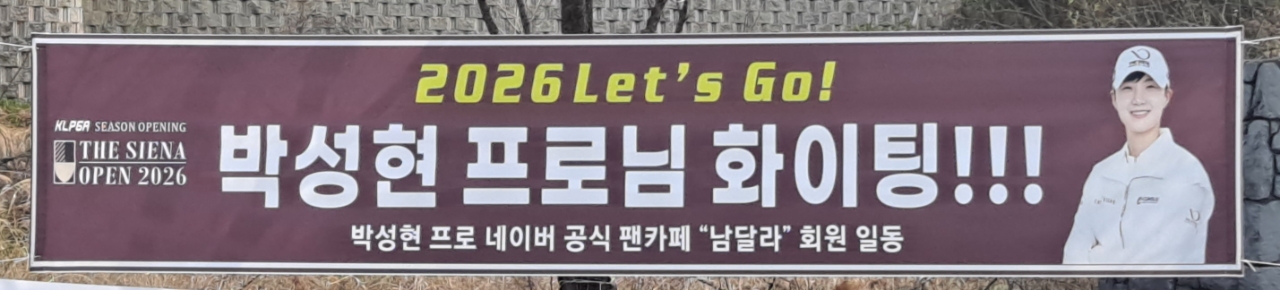 2026 Let's Go!
KLPGA SEASON OPENING
THE SIENA
OPEN 2026
박성현 프로님 화이팅!!!
박성현 프로 네이버 공식 팬카페 "남달라" 회원 일동